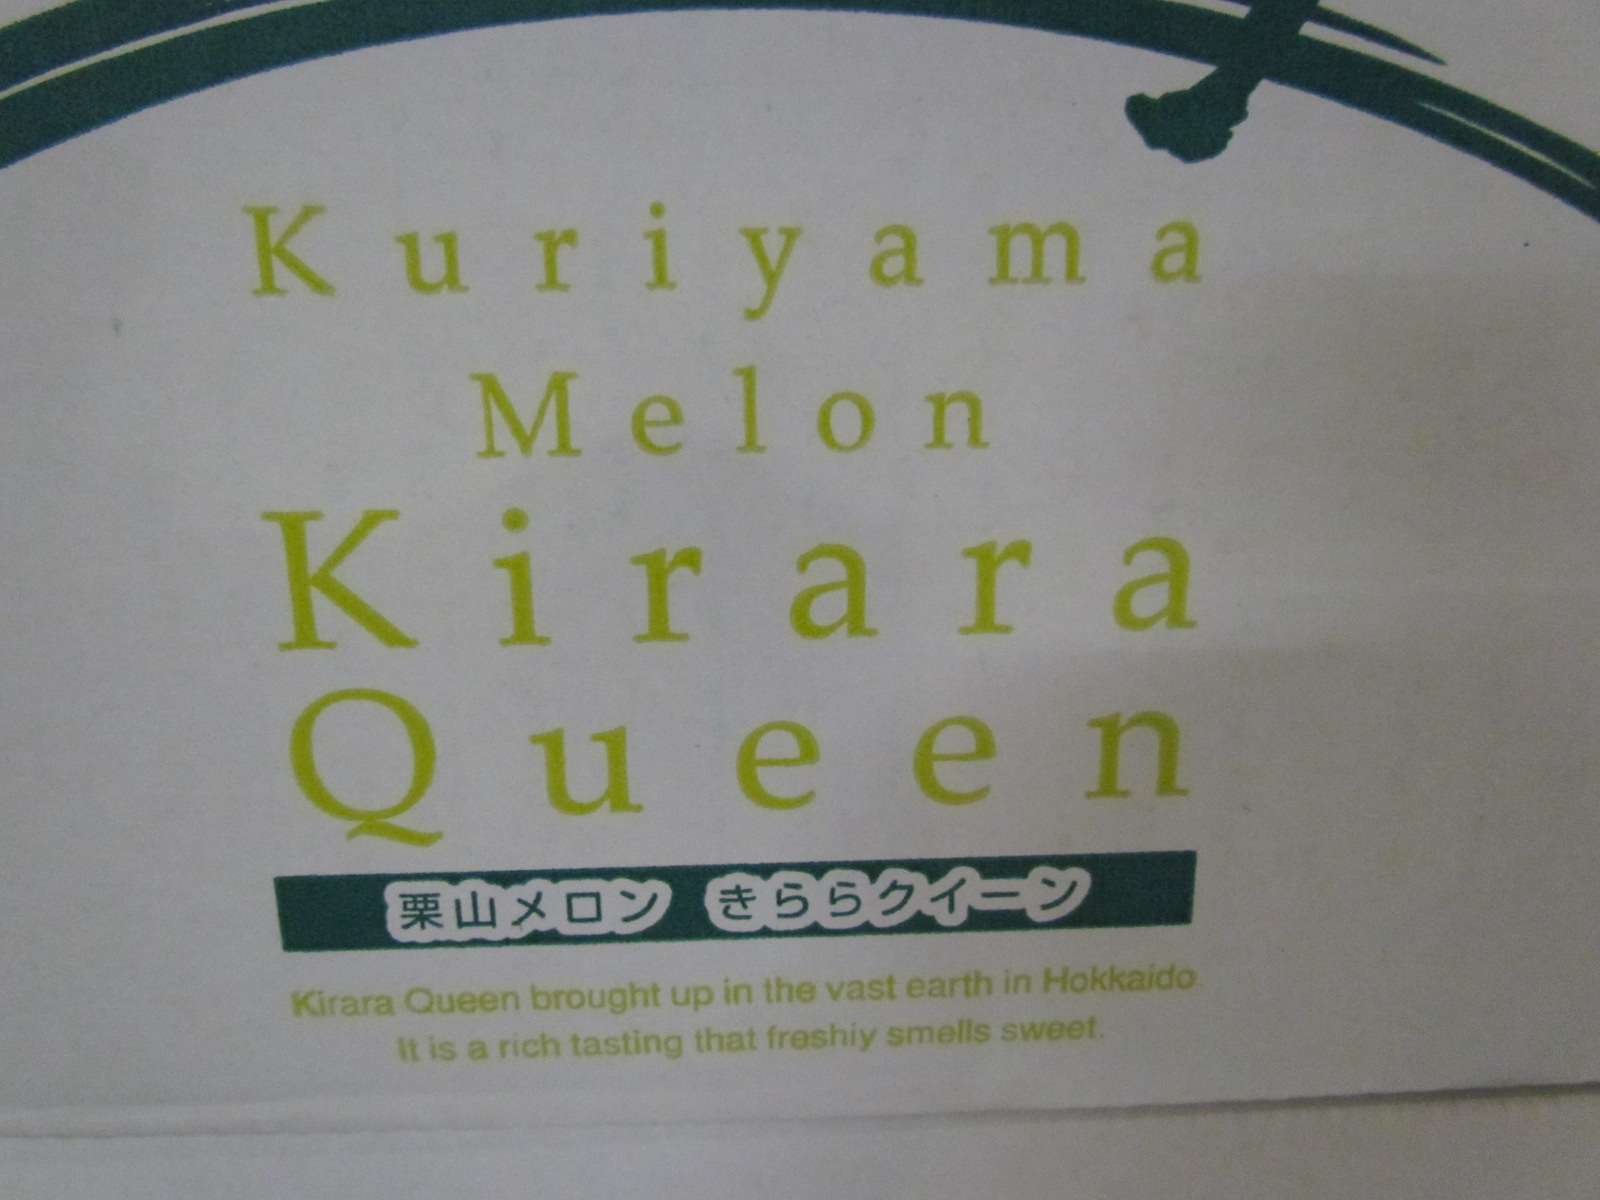 Kuriyama
Melon
Kirara
Queen
栗山メロン きららクイーン
Kirara Queen brought up in the vast earth in Hokkaido.
It is a rich tasting that freshiy smells sweet.